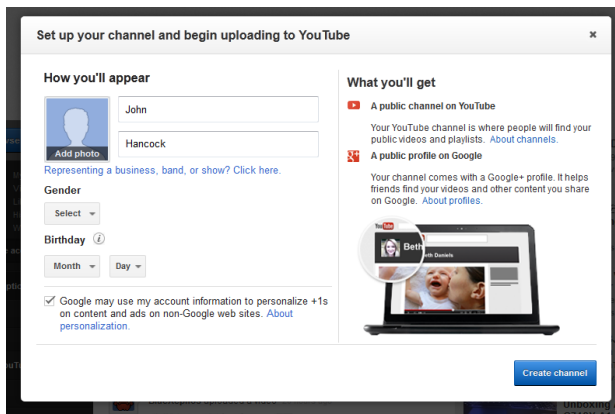 Set up your channel and begin uploading to YouTube
How you'll appear
John
Hancock
Add photo
Representing a business, band, or show? Click here.
Gender
Select
Birthday
Month
Day
Google may use my account information to personalize +1s
on content and ads on non-Google web sites. About
personalization.
What you'll get
A public channel on YouTube
Your YouTube channel is where people will find your
public videos and playlists. About channels.
A public profile on Google
Your channel comes with a Google+ profile. It helps
friends find your videos and other content you share
on Google. About profiles.
YouTube
Beth
eth Daniels
Create channel
Unboxing